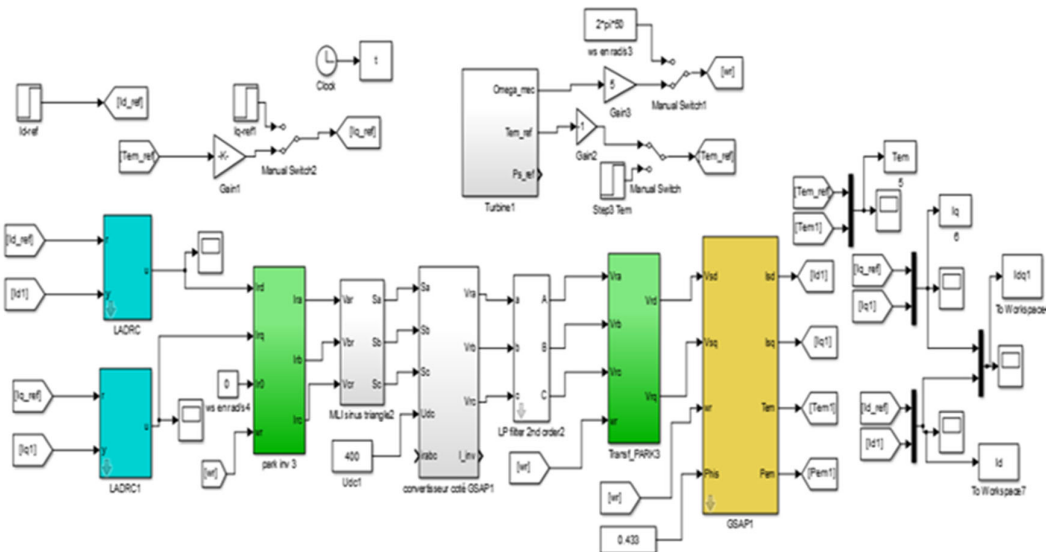 2*pi*50
ws en rad/s3
t
Clock
Id-ref
[Id_ref]
Iq-ref1
[Iq_ref]
[Tem_ref]
-K-
Gain1
Manual Switch2
Omega_mec
Tem_ref
Ps_ref
Turbine1
5
Gain3
Manual Switch1
[wr]
-1
Gain2
Manual Switch
[Tem_ref]
Step3 Tem
[Id_ref]
[Id1]
r
y
u
LADRC
[Iq_ref]
[Iq1]
r
y
u
LADRC1
0
ws en rad/s4
[wr]
Ird
Irq
Ir0
wr
Ira
Irb
Irc
park inv 3
Var
Vbr
Vcr
Sa
Sb
Sc
MLI sinus triangle2
400
Udc1
Sa
Sb
Sc
Udc
Irabc
Vra
Vrb
Vrc
I_inv
convertisseur coté GSAP1
a
b
c
A
B
C
LP filter 2nd order2
[wr]
Vra
Vrb
Vrc
wr
Vrd
Vrq
Transf_PARK3
[wr]
0.433
Vsd
Vsq
wr
Phis
Isd
Isq
Tem
Pem
GSAP1
[Id1]
[Iq1]
[Tem1]
[Pem1]
[Tem_ref]
[Tem1]
Tem
5
[Iq_ref]
[Iq1]
Iq
6
Idq1
To Workspace
[Id_ref]
[Id1]
Id
To Workspace7